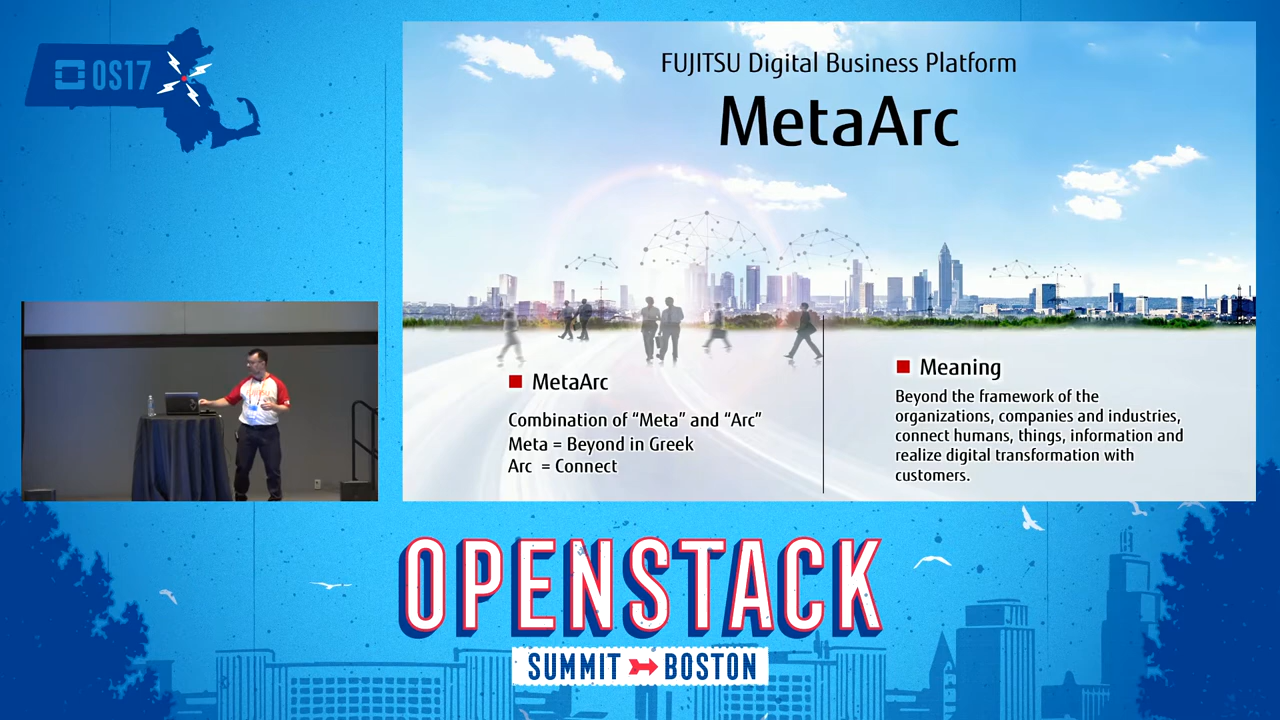 OS17
FUJITSU Digital Business Platform
MetaArc
MetaArc
Combination of “Meta” and “Arc”
Meta = Beyond in Greek
Arc = Connect
Meaning
Beyond the framework of the
organizations, companies and industries,
connect humans, things, information and
realize digital transformation with
customers.
OPENSTACK
SUMMIT BOSTON